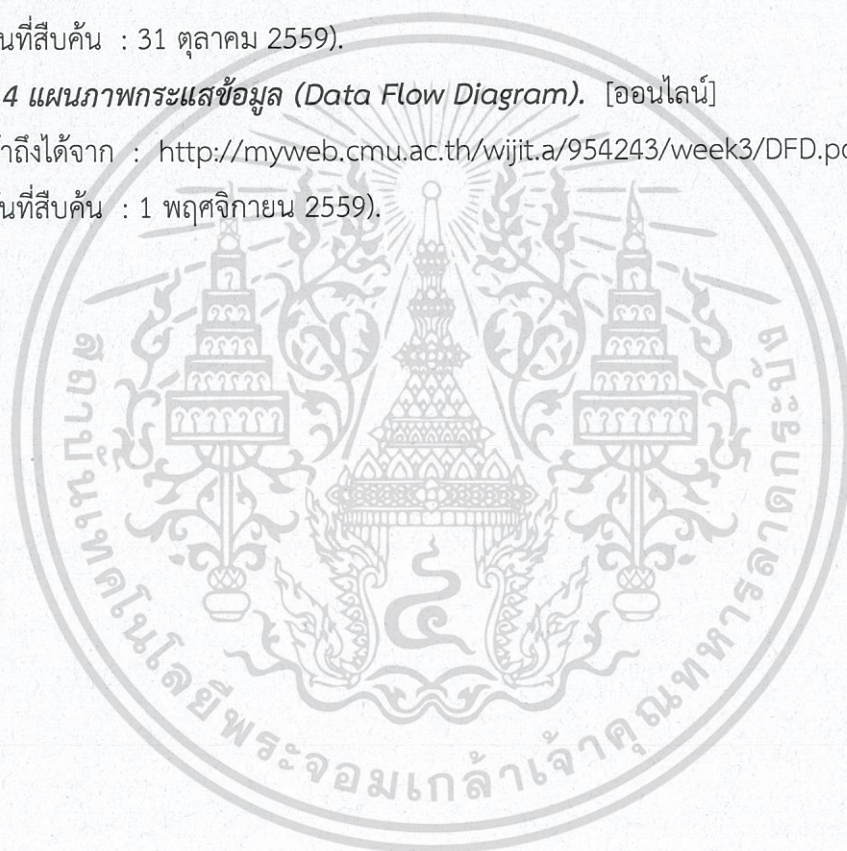 นที่สืบค้น : 31 ตุลาคม 2559).
4 แผนภาพกระแสข้อมูล (Data Flow Diagram). [ออนไลน์]
าถึงได้จาก : http://myweb.cmu.ac.th/wijit.a/954243/week3/DFD.pd
นที่สืบค้น : 1 พฤศจิกายน 2559).
สถาบันเทคโนโลยีพระจอมเกล้าเจ้าคุณทหารลาดกระบัง
๔